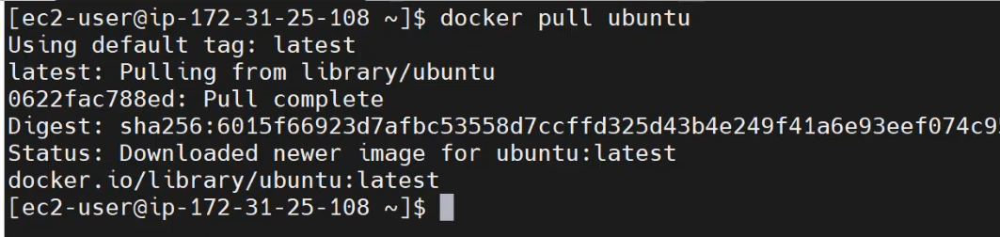 [ec2-user@ip-172-31-25-108 ~]$ docker pull ubuntu
Using default tag: latest
latest: Pulling from library/ubuntu
0622fac788ed: Pull complete
Digest: sha256:6015f66923d7afbc53558d7ccffd325d43b4e249f41a6e93eef074c9
Status: Downloaded newer image for ubuntu:latest
docker.io/library/ubuntu:latest
[ec2-user@ip-172-31-25-108 ~]$